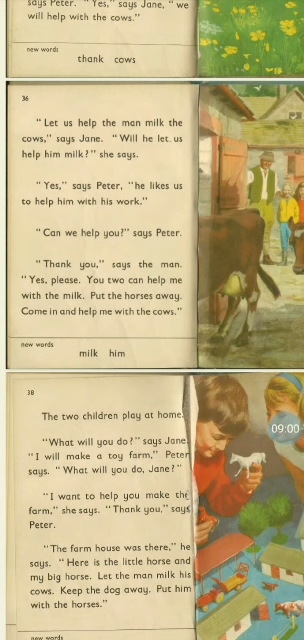 says Peter. "Yes," says Jane, "we
will help with the cows."
new words
thank cows
36
"Let us help the man milk the
cows," says Jane. "Will he let us
help him milk?" she says.
"Yes," says Peter, "he likes us
to help him with his work."
"Can we help you?" says Peter.
"Thank you," says the man.
"Yes, please. You two can help me
with the milk. Put the horses away.
Come in and help me with the cows."
new words
milk him
38
The two children play at home.
"What will you do?" says Jane.
"I will make a toy farm," Peter
says. "What will you do, Jane?"
"I want to help you make the
farm," she says. "Thank you," says
Peter.
"The farm house was there," he
says. "Here is the little horse and
my big horse. Let the man milk his
cows. Keep the dog away. Put him
with the horses."
new words
09:00